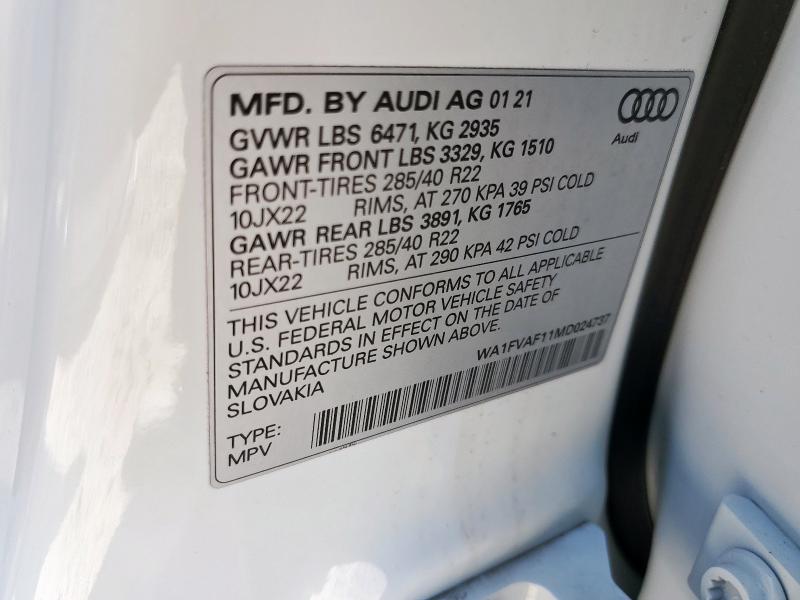 MFD. BY AUDI AG 01 21
Audi
GVWR LBS 6471, KG 2935
GAWR FRONT LBS 3329, KG 1510
FRONT-TIRES 285/40 R22
10JX22 RIMS, AT 270 KPA 39 PSI COLD
GAWR REAR LBS 3891, KG 1765
REAR-TIRES 285/40 R22
10JX22 RIMS, AT 290 KPA 42 PSI COLD
THIS VEHICLE CONFORMS TO ALL APPLICABLE
U.S. FEDERAL MOTOR VEHICLE SAFETY
STANDARDS IN EFFECT ON THE DATE OF
MANUFACTURE SHOWN ABOVE.
SLOVAKIA
WA1FVAF11MD024737
TYPE:
MPV